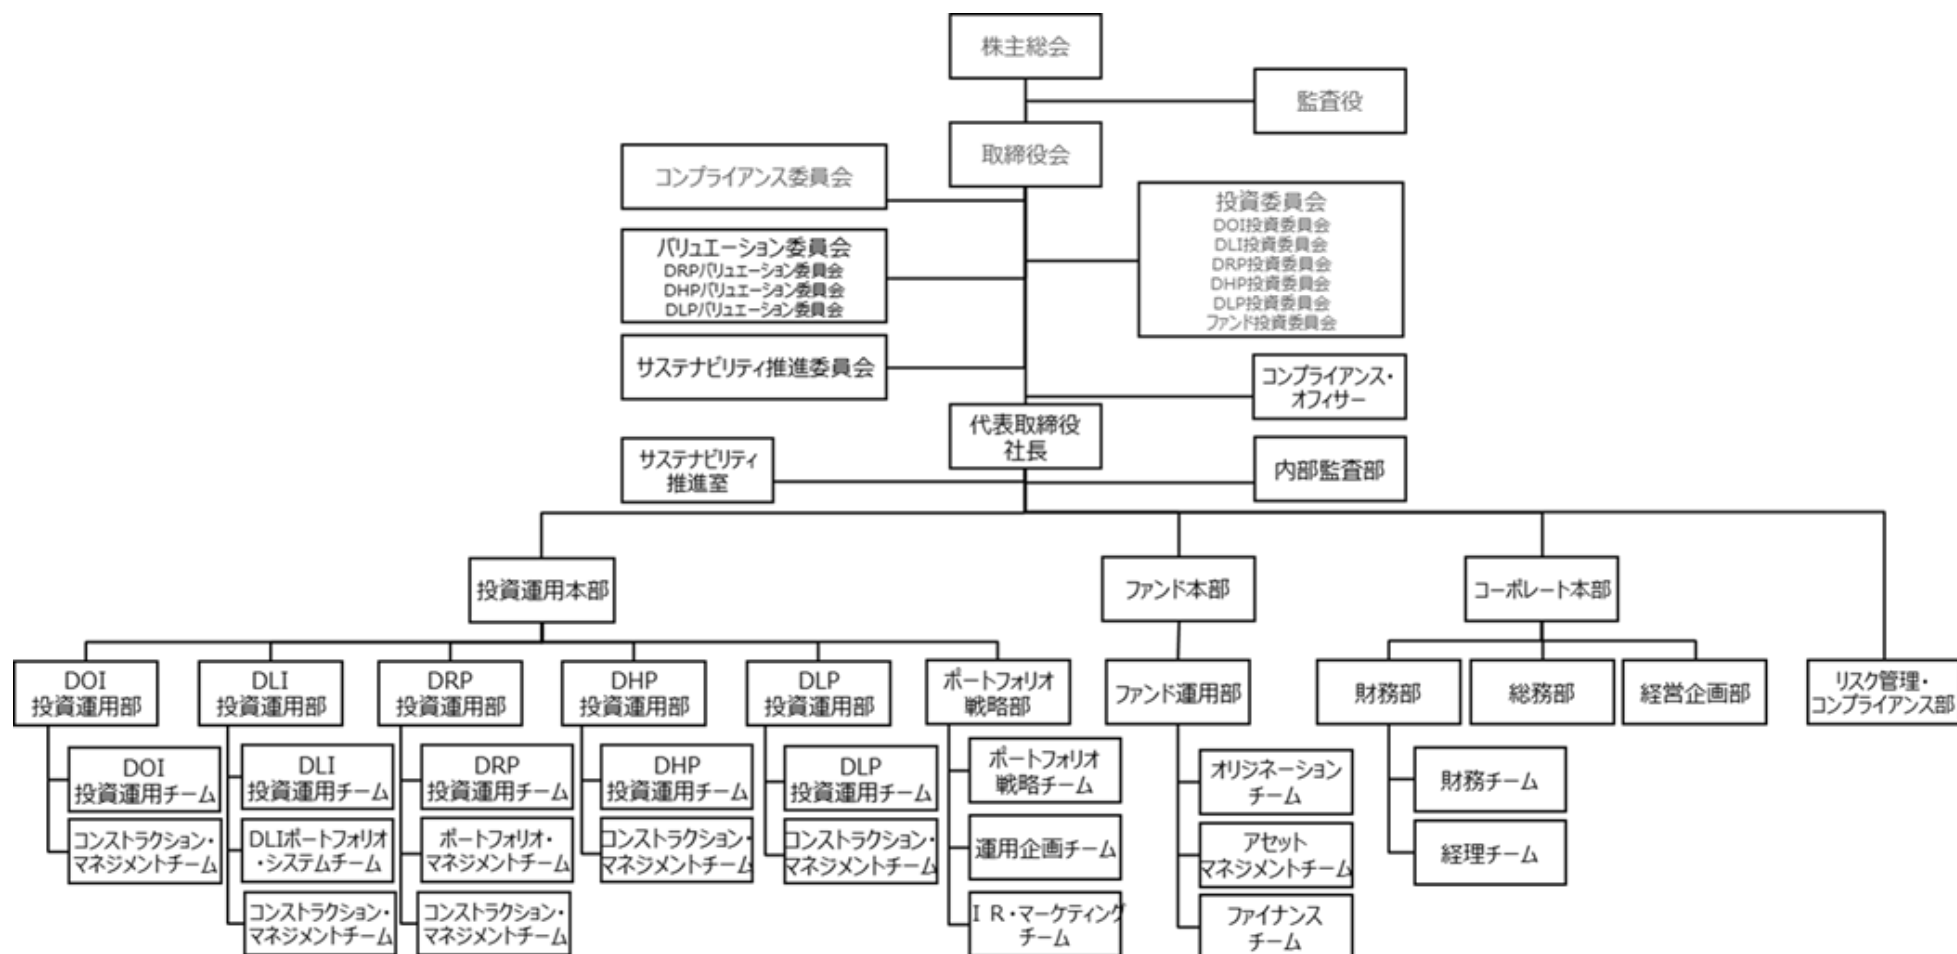 株主総会
監査役
取締役会
コンプライアンス委員会
投資委員会
DOI投資委員会
DLI投資委員会
DRP投資委員会
DHP投資委員会
DLP投資委員会
ファンド投資委員会
バリュエーション委員会
DRPバリュエーション委員会
DHPバリュエーション委員会
DLPバリュエーション委員会
サステナビリティ推進委員会
コンプライアンス・
オフィサー
代表取締役
社長
サステナビリティ
推進室
内部監査部
投資運用本部
ファンド本部
コーポレート本部
DOI
投資運用部
DLI
投資運用部
DRP
投資運用部
DHP
投資運用部
DLP
投資運用部
ポートフォリオ
戦略部
ファンド運用部
財務部
総務部
経営企画部
リスク管理・
コンプライアンス部
DOI
投資運用チーム
コンストラクション・
マネジメントチーム
DLI
投資運用チーム
DLIポートフォリオ
・システムチーム
コンストラクション・
マネジメントチーム
DRP
投資運用チーム
ポートフォリオ・
マネジメントチーム
コンストラクション・
マネジメントチーム
DHP
投資運用チーム
コンストラクション・
マネジメントチーム
DLP
投資運用チーム
コンストラクション・
マネジメントチーム
ポートフォリオ
戦略チーム
運用企画チーム
ＩＲ・マーケティング
チーム
オリジネーション
チーム
アセット
マネジメントチーム
ファイナンス
チーム
財務チーム
経理チーム